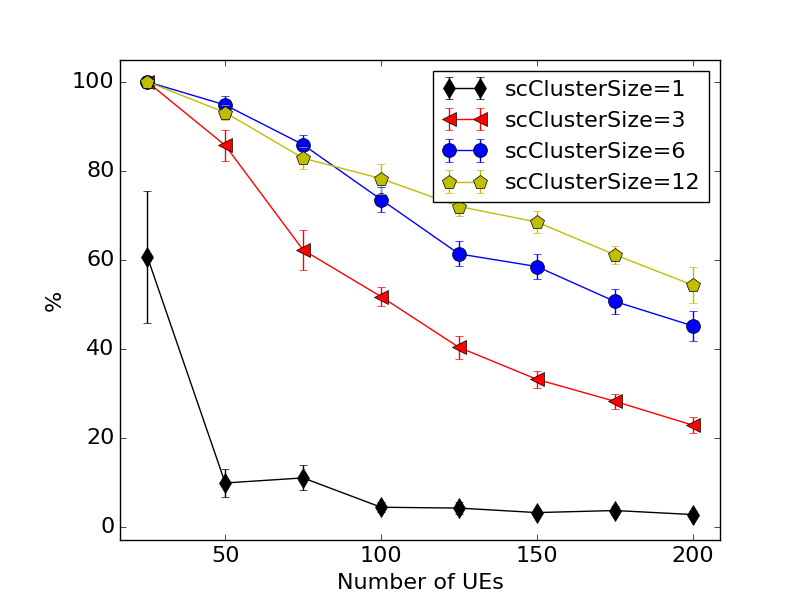 100
80
60
40
20
0
%
scClusterSize=1
scClusterSize=3
scClusterSize=6
scClusterSize=12
50
100
150
200
Number of UEs